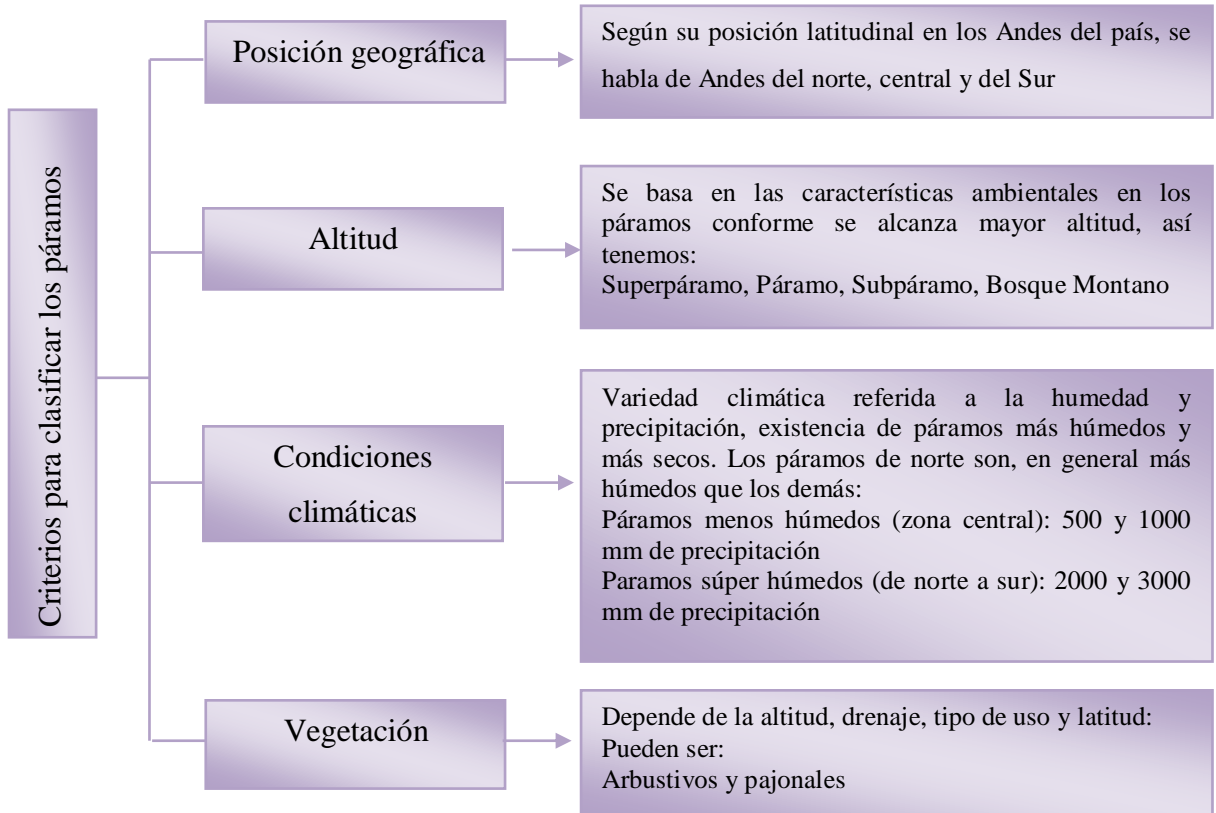 Criterios para clasificar los páramos
Posición geográfica
Según su posición latitudinal en los Andes del país, se
habla de Andes del norte, central y del Sur
Altitud
Se basa en las características ambientales en los
páramos conforme se alcanza mayor altitud, así
tenemos:
Superpáramo, Páramo, Subpáramo, Bosque Montano
Condiciones
climáticas
Variedad climática referida a la humedad y
precipitación, existencia de páramos más húmedos y
más secos. Los páramos de norte son, en general más
húmedos que los demás:
Páramos menos húmedos (zona central): 500 y 1000
mm de precipitación
Paramos súper húmedos (de norte a sur): 2000 y 3000
mm de precipitación
Vegetación
Depende de la altitud, drenaje, tipo de uso y latitud:
Pueden ser:
Arbustivos y pajonales